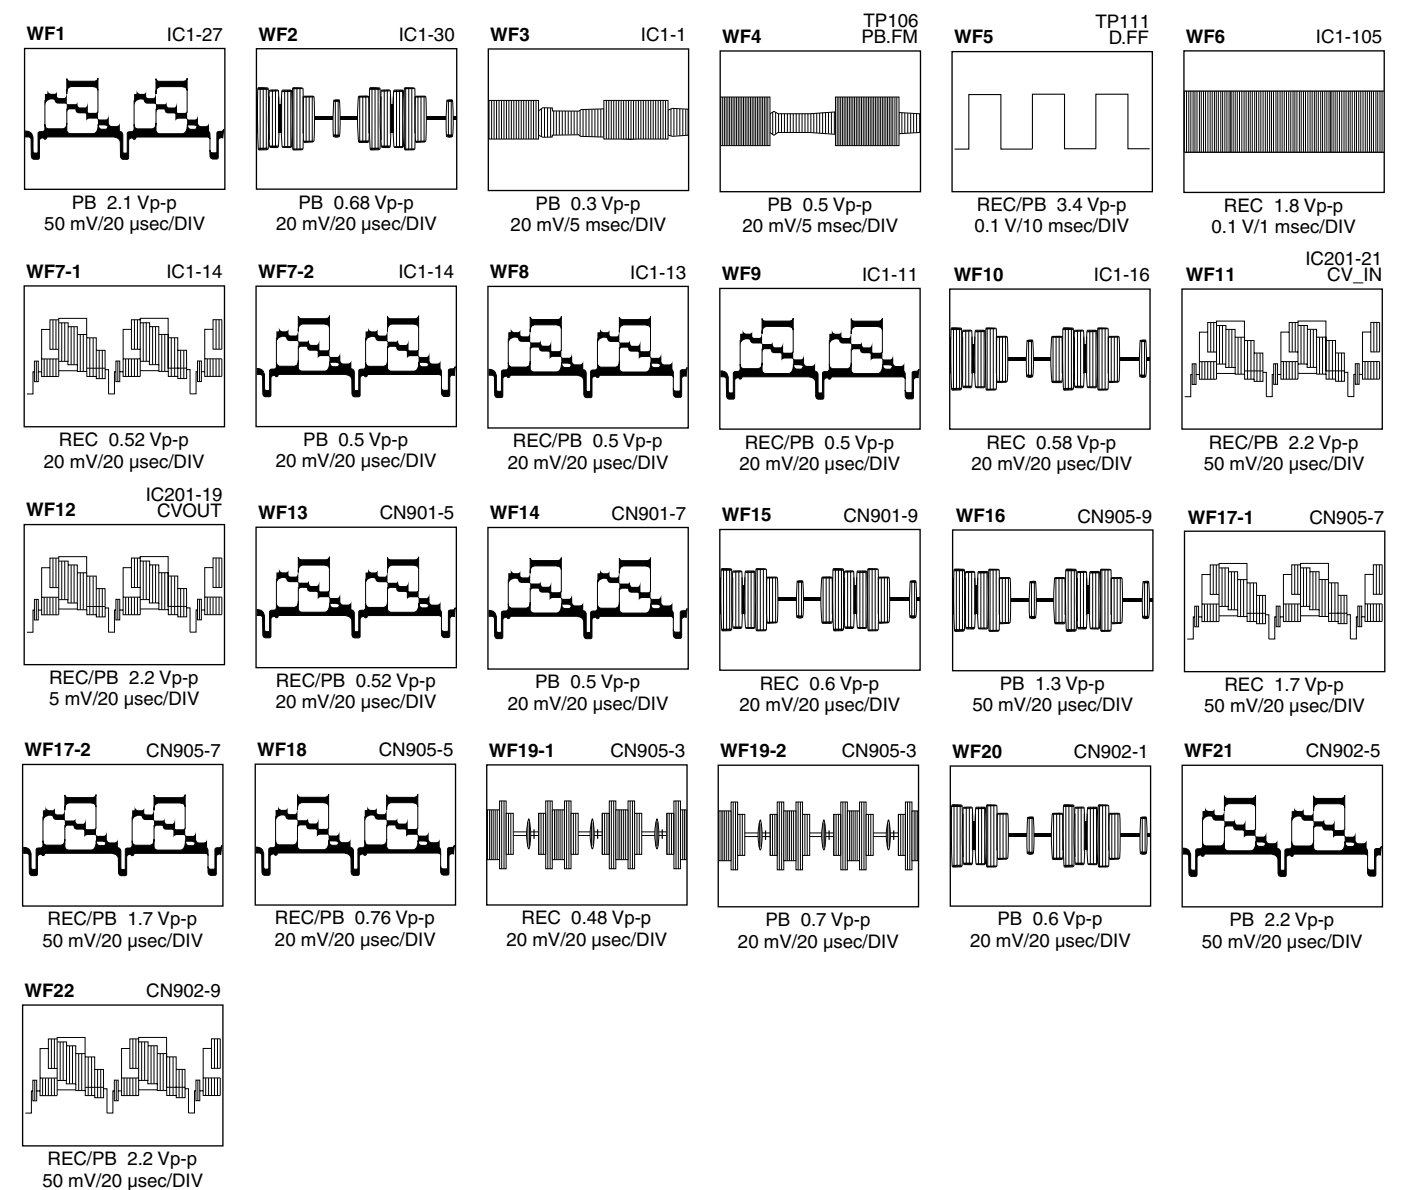 WF1 IC1-27
PB 2.1 Vp-p
50 mV/20 µsec/DIV
WF2 IC1-30
PB 0.68 Vp-p
20 mV/20 µsec/DIV
WF3 IC1-1
PB 0.3 Vp-p
20 mV/5 msec/DIV
TP106
WF4 PB.FM
PB 0.5 Vp-p
20 mV/5 msec/DIV
TP111
WF5 D.FF
REC/PB 3.4 Vp-p
0.1 V/10 msec/DIV
WF6 IC1-105
REC 1.8 Vp-p
0.1 V/1 msec/DIV
WF7-1 IC1-14
REC 0.52 Vp-p
20 mV/20 µsec/DIV
WF7-2 IC1-14
PB 0.5 Vp-p
20 mV/20 µsec/DIV
WF8 IC1-13
REC/PB 0.5 Vp-p
20 mV/20 µsec/DIV
WF9 IC1-11
REC/PB 0.5 Vp-p
20 mV/20 µsec/DIV
WF10 IC1-16
REC 0.58 Vp-p
20 mV/20 µsec/DIV
IC201-21
WF11 CV_IN
REC/PB 2.2 Vp-p
50 mV/20 µsec/DIV
IC201-19
WF12 CVOUT
REC/PB 2.2 Vp-p
5 mV/20 µsec/DIV
WF13 CN901-5
REC/PB 0.52 Vp-p
20 mV/20 µsec/DIV
WF14 CN901-7
PB 0.5 Vp-p
20 mV/20 µsec/DIV
WF15 CN901-9
REC 0.6 Vp-p
20 mV/20 µsec/DIV
WF16 CN905-9
PB 1.3 Vp-p
50 mV/20 µsec/DIV
WF17-1 CN905-7
REC 1.7 Vp-p
50 mV/20 µsec/DIV
WF17-2 CN905-7
REC/PB 1.7 Vp-p
50 mV/20 µsec/DIV
WF18 CN905-5
REC/PB 0.76 Vp-p
20 mV/20 µsec/DIV
WF19-1 CN905-3
REC 0.48 Vp-p
20 mV/20 µsec/DIV
WF19-2 CN905-3
PB 0.7 Vp-p
20 mV/20 µsec/DIV
WF20 CN902-1
PB 0.6 Vp-p
20 mV/20 µsec/DIV
WF21 CN902-5
PB 2.2 Vp-p
50 mV/20 µsec/DIV
WF22 CN902-9
REC/PB 2.2 Vp-p
50 mV/20 µsec/DIV